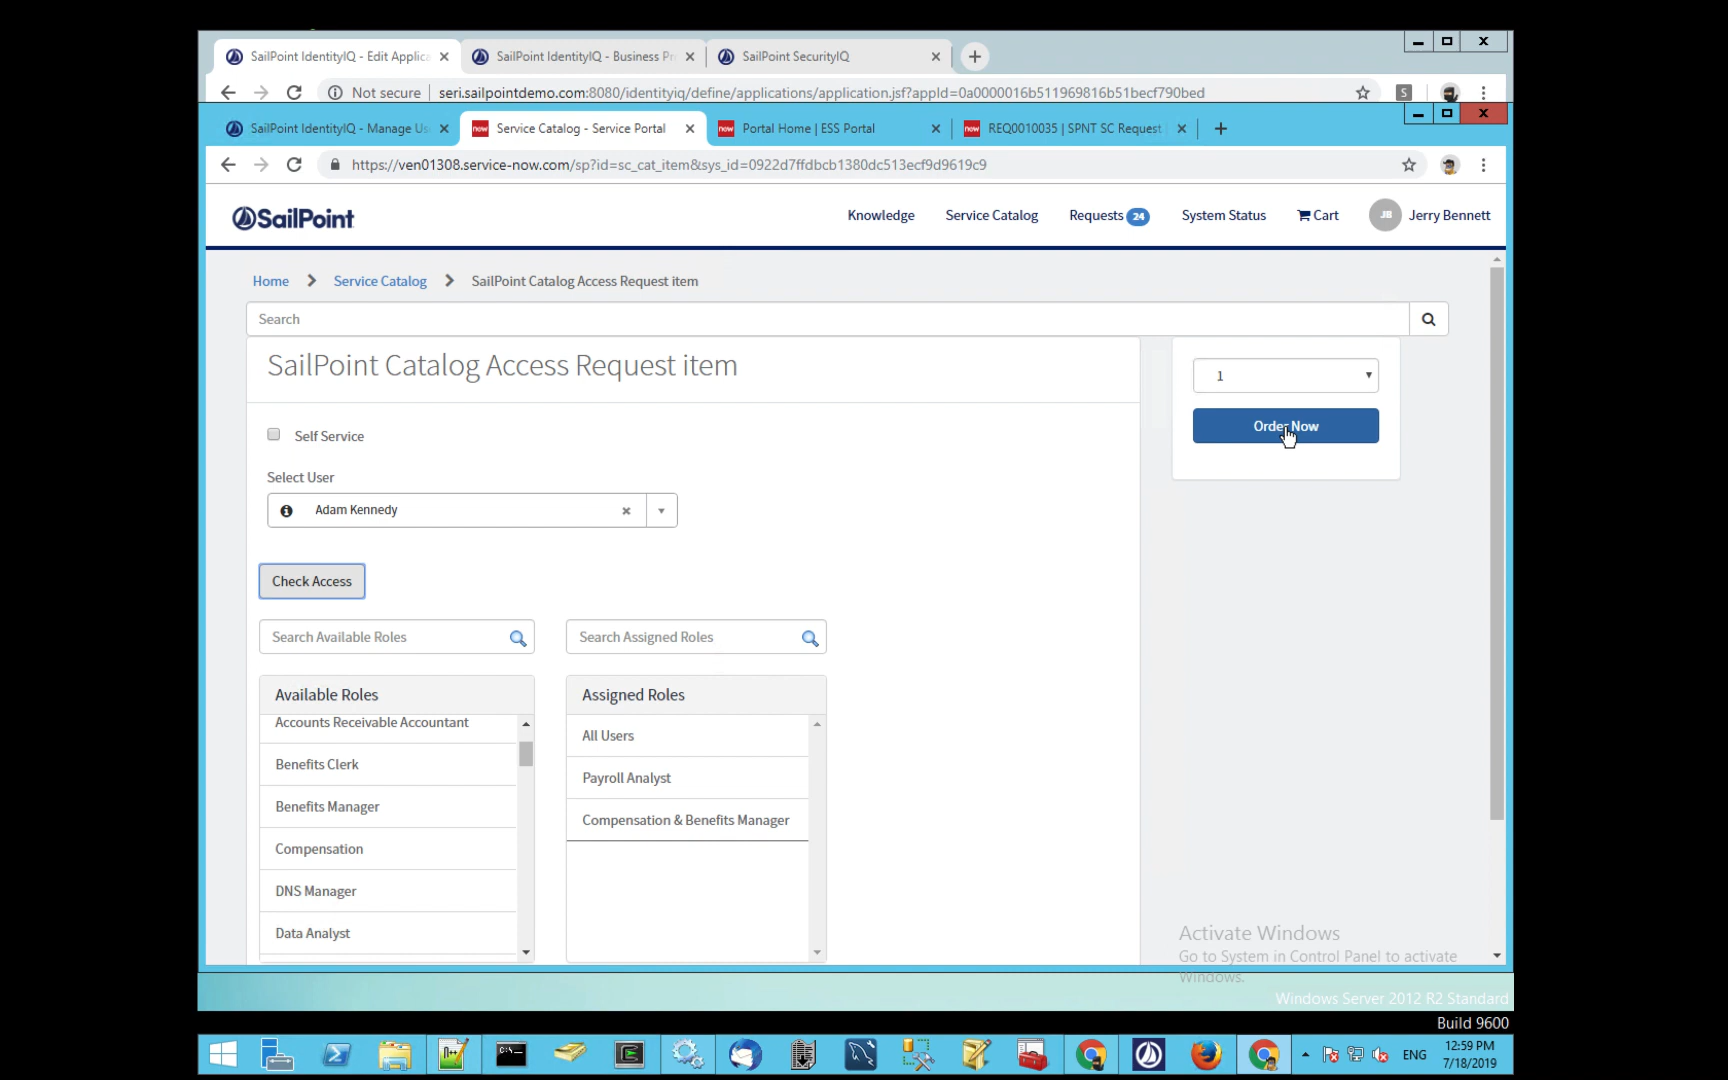 SailPoint IdentityIQ - Edit Applica
SailPoint IdentityIQ - Business Pr
SailPoint SecurityIQ
Not secure
seri.sailpointdemo.com:8080/identityiq/define/applications/application.jsf?appId=0a0000016b511969816b51becf790bed
S
SailPoint IdentityIQ - Manage Us
now
Service Catalog - Service Portal
now
Portal Home | ESS Portal
now
REQ0010035 | SPNT SC Request
https://ven01308.service-now.com/sp?id=sc_cat_item&sys_id=0922d7ffdbcb1380dc513ecf9d9619c9
SailPoint
Knowledge
Service Catalog
Requests 24
System Status
Cart
JB
Jerry Bennett
Home
Service Catalog
SailPoint Catalog Access Request item
Search
SailPoint Catalog Access Request item
1
Order Now
Self Service
Select User
Adam Kennedy
Check Access
Search Available Roles
Search Assigned Roles
Available Roles
Assigned Roles
Accounts Receivable Accountant
Benefits Clerk
Benefits Manager
Compensation
DNS Manager
Data Analyst
All Users
Payroll Analyst
Compensation & Benefits Manager
Activate Windows
Go to System in Control Panel to activate
Windows.
Windows Server 2012 R2 Standard
Build 9600
ENG
12:59 PM
7/18/2019